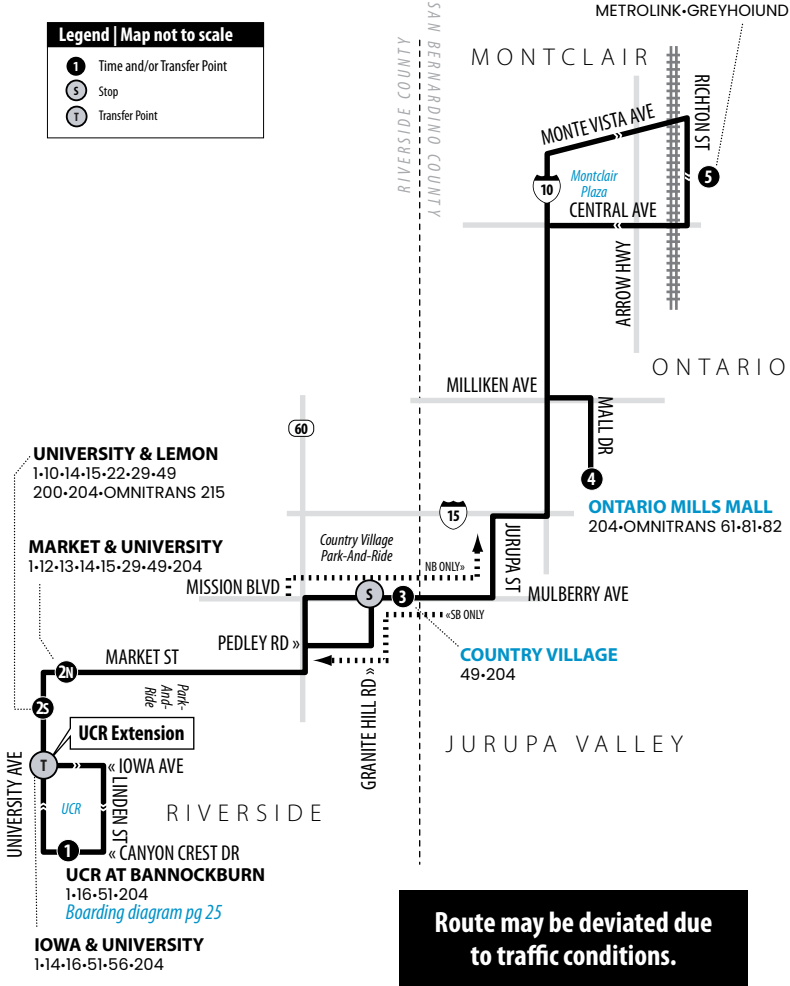 METROLINK•GREYHOIUND
Legend | Map not to scale
1 Time and/or Transfer Point
S Stop
T Transfer Point
RIVERSIDE COUNTY
SAN BERNARDINO COUNTY
MONTCLAIR
MONTE VISTA AVE
RICHTON ST
10
Montclair
Plaza
5
CENTRAL AVE
ARROW HWY
ONTARIO
MILLIKEN AVE
MALL DR
60
4
UNIVERSITY & LEMON
1•10•14•15•22•29•49
200•204•OMNITRANS 215
ONTARIO MILLS MALL
204•OMNITRANS 61•81•82
15
MARKET & UNIVERSITY
1•12•13•14•15•29•49•204
Country Village
Park-And-Ride
JURUPA ST
NB ONLY»
MISSION BLVD
S
3
MULBERRY AVE
«SB ONLY
PEDLEY RD »
COUNTRY VILLAGE
49•204
MARKET ST
2N
Park-
And-
Ride
GRANITE HILL RD »
2S
UCR Extension
JURUPA VALLEY
T
« IOWA AVE
UNIVERSITY AVE
LINDEN ST
UCR
RIVERSIDE
1
« CANYON CREST DR
UCR AT BANNOCKBURN
1•16•51•204
Boarding diagram pg 25
IOWA & UNIVERSITY
1•14•16•51•56•204
Route may be deviated due
to traffic conditions.